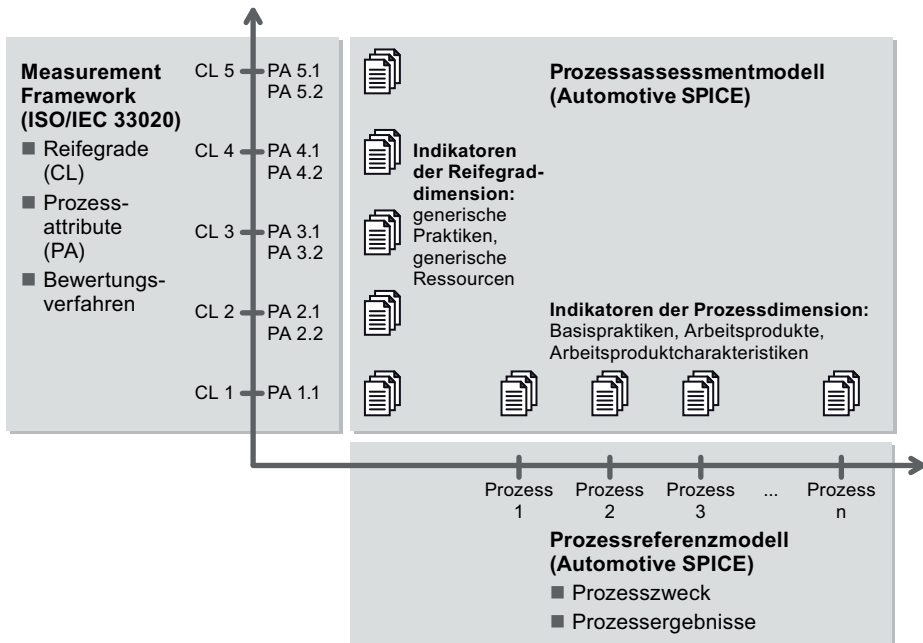 Measurement
Framework
(ISO/IEC 33020)
■ Reifegrade
(CL)
■ Prozess-
attribute
(PA)
■ Bewertungs-
verfahren
CL 5 PA 5.1
PA 5.2
CL 4 PA 4.1
PA 4.2
CL 3 PA 3.1
PA 3.2
CL 2 PA 2.1
PA 2.2
CL 1 PA 1.1
Prozessassessmentmodell
(Automotive SPICE)
Indikatoren
der Reifegrad-
dimension:
generische
Praktiken,
generische
Ressourcen
Indikatoren der Prozessdimension:
Basispraktiken, Arbeitsprodukte,
Arbeitsproduktcharakteristiken
Prozess Prozess Prozess ... Prozess
1 2 3 n
Prozessreferenzmodell
(Automotive SPICE)
■ Prozesszweck
■ Prozessergebnisse